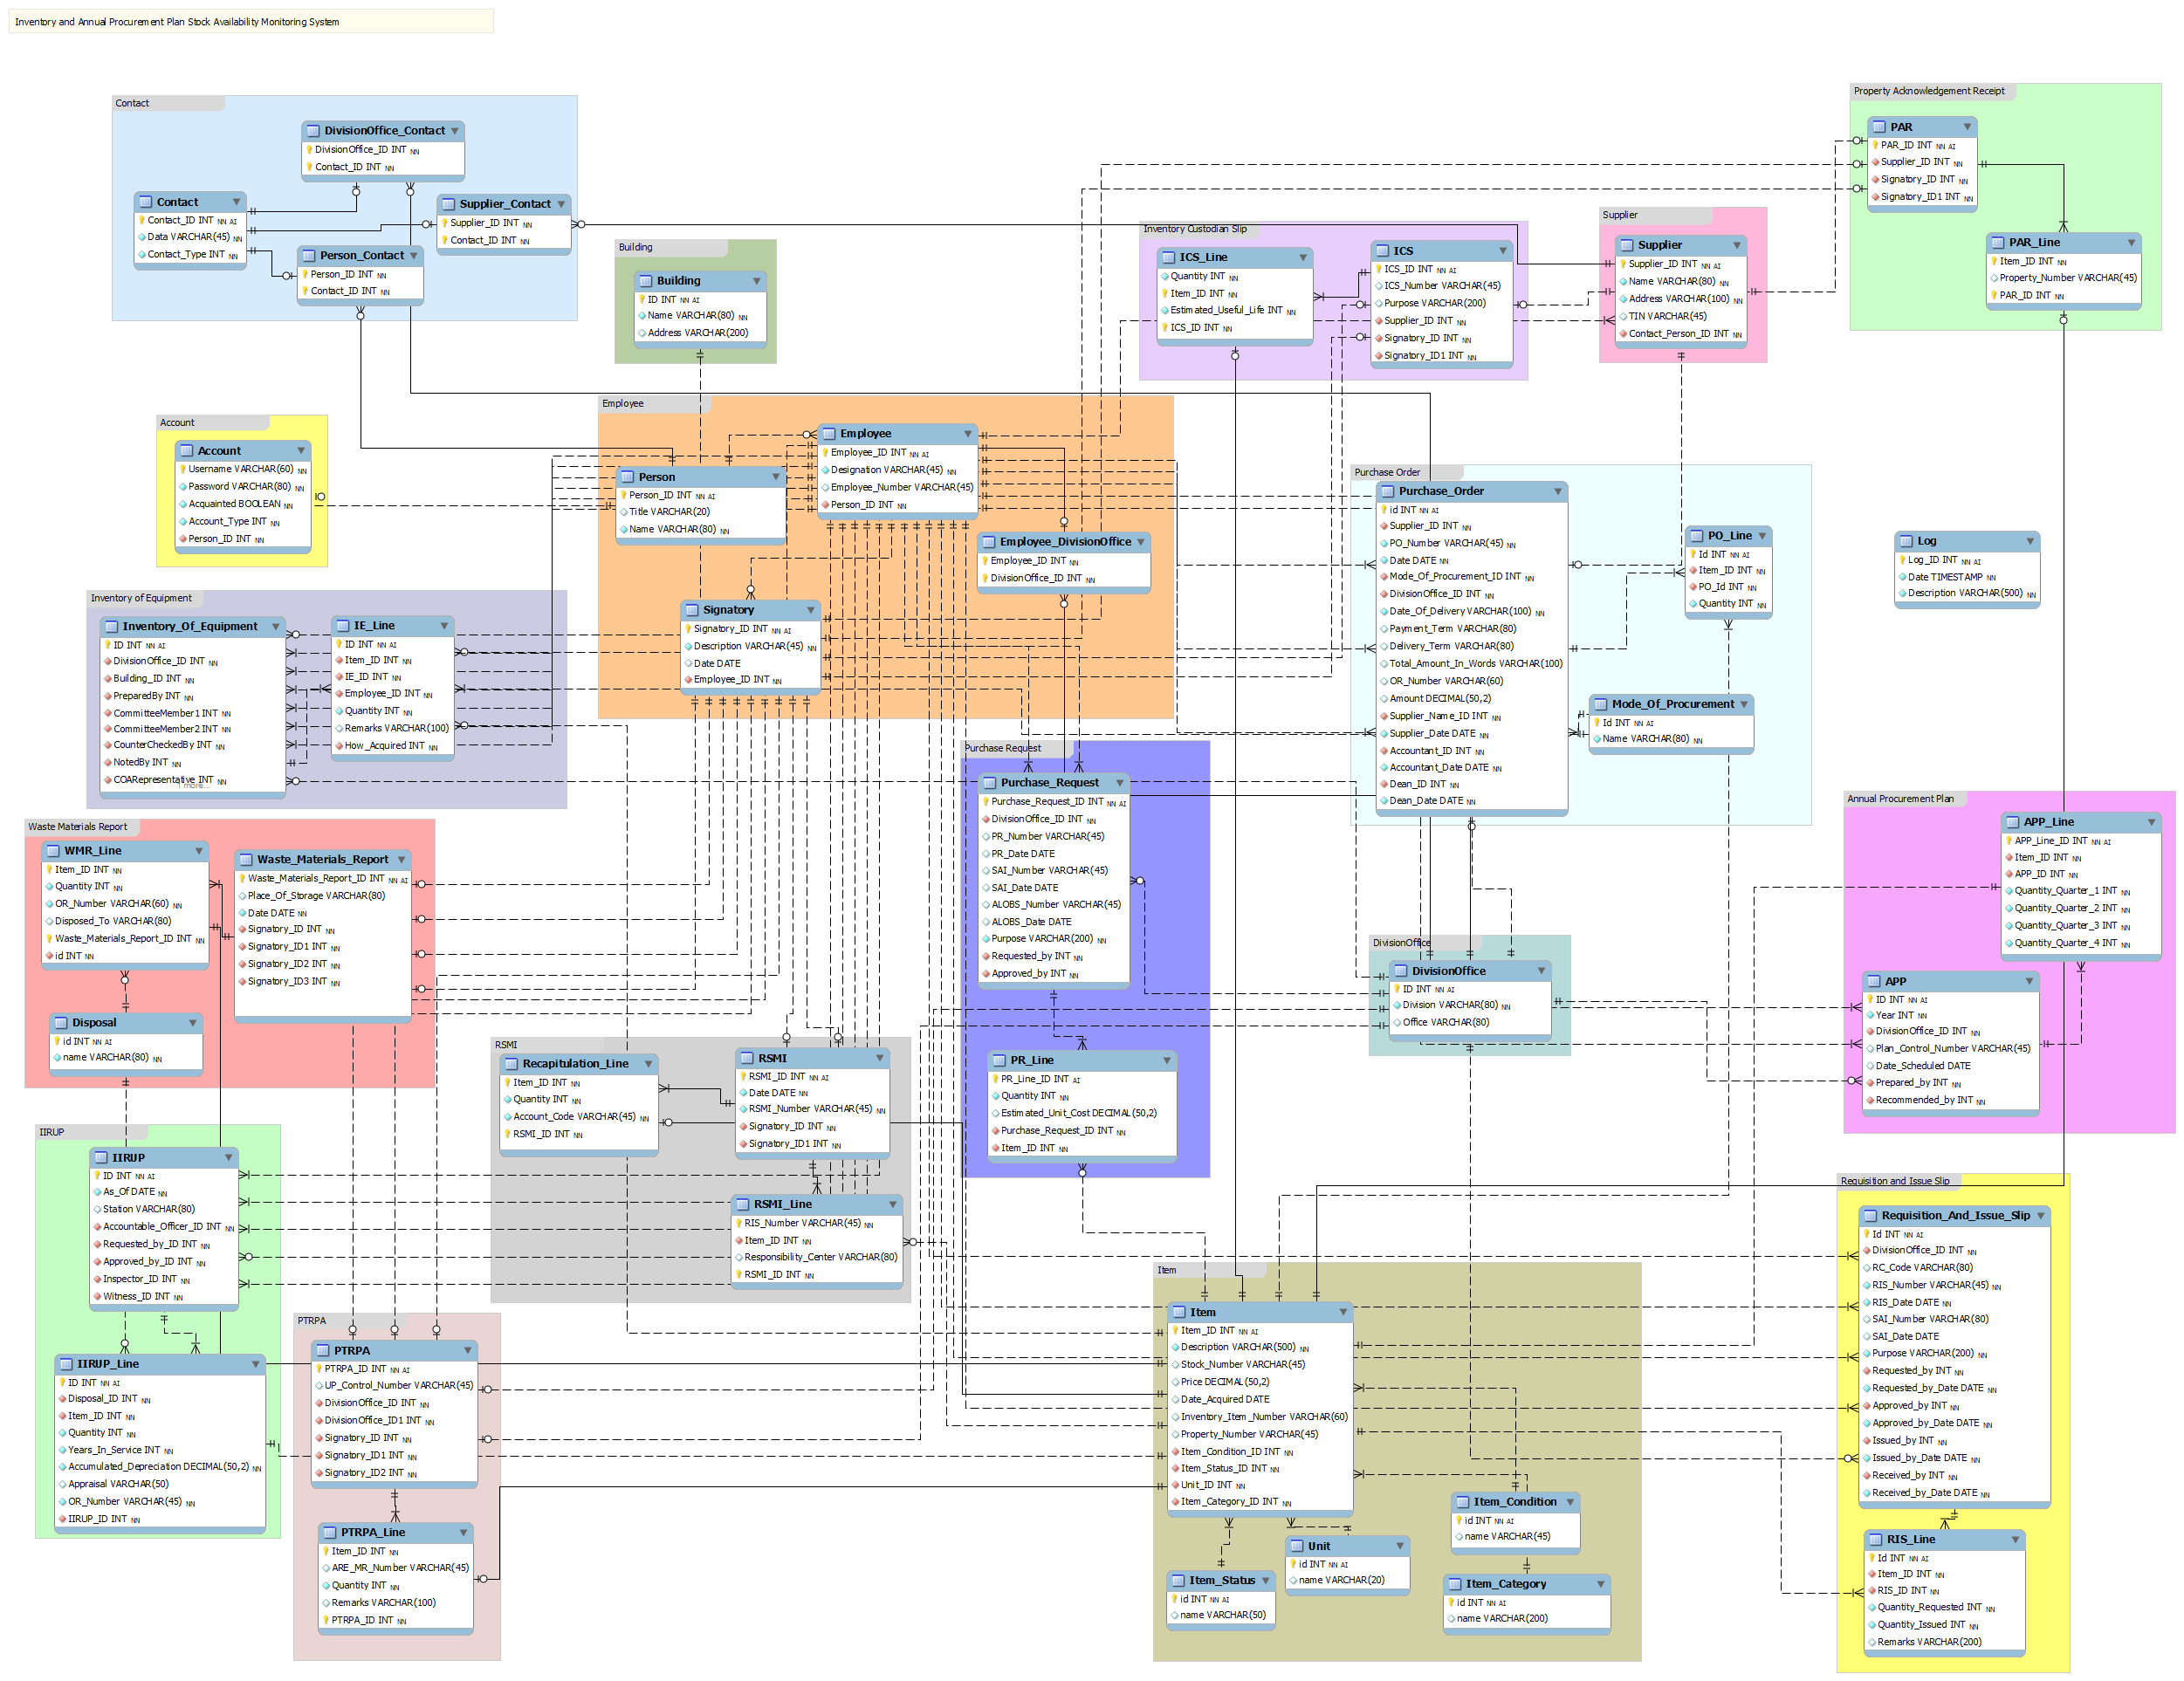 Inventory and Annual Procurement Plan Stock Availability Monitoring System
Contact
DivisionOffice_Contact
DivisionOffice_ID INT NN
Contact_ID INT NN
Contact
Contact_ID INT NN AI
Data VARCHAR(45) NN
Contact_Type INT NN
Supplier_Contact
Supplier_ID INT NN
Contact_ID INT NN
Person_Contact
Person_ID INT NN
Contact_ID INT NN
Building
Building
ID INT NN AI
Name VARCHAR(80) NN
Address VARCHAR(200)
Inventory Custodian Slip
ICS_Line
Quantity INT NN
Item_ID INT NN
Estimated_Useful_Life INT NN
ICS_ID INT NN
ICS
ICS_ID INT NN AI
ICS_Number VARCHAR(45)
Purpose VARCHAR(200)
Supplier_ID INT NN
Signatory_ID INT NN
Signatory_ID1 INT NN
Supplier
Supplier
Supplier_ID INT NN AI
Name VARCHAR(80) NN
Address VARCHAR(100) NN
TIN VARCHAR(45)
Contact_Person_ID INT NN
Property Acknowledgement Receipt
PAR
PAR_ID INT NN AI
Supplier_ID INT NN
Signatory_ID INT NN
Signatory_ID1 INT NN
PAR_Line
Item_ID INT NN
Property_Number VARCHAR(45)
PAR_ID INT NN
Account
Account
Username VARCHAR(60) NN
Password VARCHAR(80) NN
Acquainted BOOLEAN NN
Account_Type INT NN
Person_ID INT NN
Employee
Employee
Employee_ID INT NN AI
Designation VARCHAR(45) NN
Employee_Number VARCHAR(45)
Person_ID INT NN
Person
Person_ID INT NN AI
Title VARCHAR(20)
Name VARCHAR(80) NN
Employee_DivisionOffice
Employee_ID INT NN
DivisionOffice_ID INT NN
Signatory
Signatory_ID INT NN AI
Description VARCHAR(45) NN
Date DATE
Employee_ID INT NN
Purchase Order
Purchase_Order
id INT NN AI
Supplier_ID INT NN
PO_Number VARCHAR(45) NN
Date DATE NN
Mode_Of_Procurement_ID INT NN
DivisionOffice_ID INT NN
Date_Of_Delivery VARCHAR(100) NN
Payment_Term VARCHAR(80)
Delivery_Term VARCHAR(80)
Total_Amount_In_Words VARCHAR(100)
OR_Number VARCHAR(60)
Amount DECIMAL(50,2)
Supplier_Name_ID INT NN
Supplier_Date DATE NN
Accountant_ID INT NN
Accountant_Date DATE NN
Dean_ID INT NN
Dean_Date DATE NN
PO_Line
Id INT NN AI
Item_ID INT NN
PO_Id INT NN
Quantity INT NN
Mode_Of_Procurement
Id INT NN AI
Name VARCHAR(80) NN
Log
Log_ID INT NN AI
Date TIMESTAMP NN
Description VARCHAR(500) NN
Inventory of Equipment
Inventory_Of_Equipment
ID INT NN AI
DivisionOffice_ID INT NN
Building_ID INT NN
PreparedBy INT NN
CommitteeMember1 INT NN
CommitteeMember2 INT NN
CounterCheckedBy INT NN
NotedBy INT NN
COARepresentative INT NN
1 more...
IE_Line
ID INT NN AI
Item_ID INT NN
IE_ID INT NN
Employee_ID INT NN
Quantity INT NN
Remarks VARCHAR(100)
How_Acquired INT NN
Purchase Request
Purchase_Request
Purchase_Request_ID INT NN AI
DivisionOffice_ID INT NN
PR_Number VARCHAR(45)
PR_Date DATE
SAI_Number VARCHAR(45)
SAI_Date DATE
ALOBS_Number VARCHAR(45)
ALOBS_Date DATE
Purpose VARCHAR(200) NN
Requested_by INT NN
Approved_by INT NN
PR_Line
PR_Line_ID INT AI
Quantity INT NN
Estimated_Unit_Cost DECIMAL(50,2)
Purchase_Request_ID INT NN
Item_ID INT NN
Waste Materials Report
WMR_Line
Item_ID INT NN
Quantity INT NN
OR_Number VARCHAR(60) NN
Disposed_To VARCHAR(80)
Waste_Materials_Report_ID INT NN
id INT NN
Waste_Materials_Report
Waste_Materials_Report_ID INT NN AI
Place_Of_Storage VARCHAR(80)
Date DATE NN
Signatory_ID INT NN
Signatory_ID1 INT NN
Signatory_ID2 INT NN
Signatory_ID3 INT NN
Disposal
id INT NN AI
name VARCHAR(80) NN
DivisionOffice
DivisionOffice
ID INT NN AI
Division VARCHAR(80) NN
Office VARCHAR(80)
Annual Procurement Plan
APP_Line
APP_Line_ID INT NN AI
Item_ID INT NN
APP_ID INT NN
Quantity_Quarter_1 INT NN
Quantity_Quarter_2 INT NN
Quantity_Quarter_3 INT NN
Quantity_Quarter_4 INT NN
APP
ID INT NN AI
Year INT NN
DivisionOffice_ID INT NN
Plan_Control_Number VARCHAR(45)
Date_Scheduled DATE
Prepared_by INT NN
Recommended_by INT NN
RSMI
Recapitulation_Line
Item_ID INT NN
Quantity INT NN
Account_Code VARCHAR(45) NN
RSMI_ID INT NN
RSMI
RSMI_ID INT NN AI
Date DATE NN
RSMI_Number VARCHAR(45) NN
Signatory_ID INT NN
Signatory_ID1 INT NN
RSMI_Line
RIS_Number VARCHAR(45) NN
Item_ID INT NN
Responsibility_Center VARCHAR(80)
RSMI_ID INT NN
IIRUP
IIRUP
ID INT NN AI
As_Of DATE NN
Station VARCHAR(80)
Accountable_Officer_ID INT NN
Requested_by_ID INT NN
Approved_by_ID INT NN
Inspector_ID INT NN
Witness_ID INT NN
IIRUP_Line
ID INT NN AI
Disposal_ID INT NN
Item_ID INT NN
Quantity INT NN
Years_In_Service INT NN
Accumulated_Depreciation DECIMAL(50,2) NN
Appraisal VARCHAR(50)
OR_Number VARCHAR(45) NN
IIRUP_ID INT NN
PTRPA
PTRPA
PTRPA_ID INT NN AI
UP_Control_Number VARCHAR(45)
DivisionOffice_ID INT NN
DivisionOffice_ID1 INT NN
Signatory_ID INT NN
Signatory_ID1 INT NN
Signatory_ID2 INT NN
PTRPA_Line
Item_ID INT NN
ARE_MR_Number VARCHAR(45)
Quantity INT NN
Remarks VARCHAR(100)
PTRPA_ID INT NN
Item
Item
Item_ID INT NN AI
Description VARCHAR(500) NN
Stock_Number VARCHAR(45)
Price DECIMAL(50,2)
Date_Acquired DATE
Inventory_Item_Number VARCHAR(60)
Property_Number VARCHAR(45)
Item_Condition_ID INT NN
Item_Status_ID INT NN
Unit_ID INT NN
Item_Category_ID INT NN
Item_Condition
id INT NN AI
name VARCHAR(45)
Unit
id INT NN AI
name VARCHAR(20)
Item_Status
id INT NN AI
name VARCHAR(50)
Item_Category
id INT NN AI
name VARCHAR(200)
Requisition and Issue Slip
Requisition_And_Issue_Slip
Id INT NN AI
DivisionOffice_ID INT NN
RC_Code VARCHAR(80)
RIS_Number VARCHAR(45) NN
RIS_Date DATE NN
SAI_Number VARCHAR(80)
SAI_Date DATE
Purpose VARCHAR(200) NN
Requested_by INT NN
Requested_by_Date DATE NN
Approved_by INT NN
Approved_by_Date DATE NN
Issued_by INT NN
Issued_by_Date DATE NN
Received_by INT NN
Received_by_Date DATE NN
RIS_Line
Id INT NN AI
Item_ID INT NN
RIS_ID INT NN
Quantity_Requested INT NN
Quantity_Issued INT NN
Remarks VARCHAR(200)